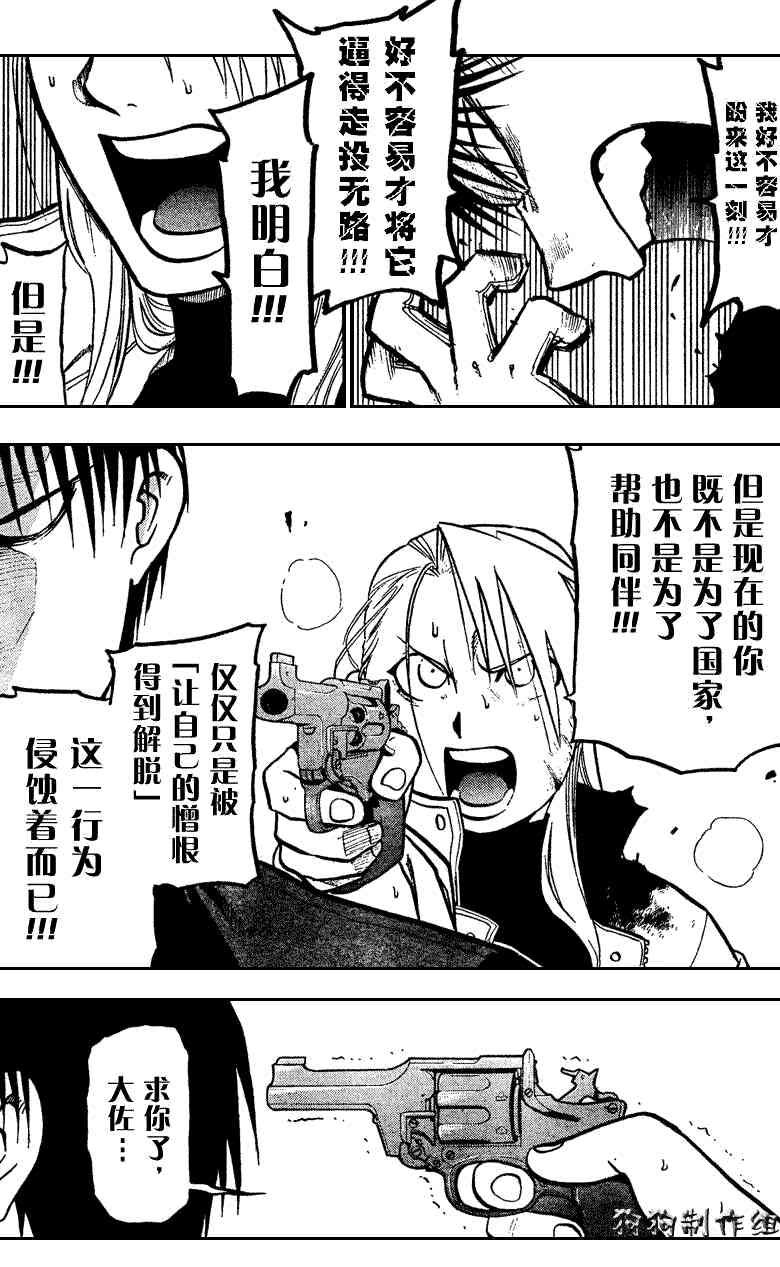 我好不容易才
盼来这一刻!!!
好不容易才将它
逼得走投无路!!!
我明白!!!
但是!!!
但是现在的你
既不是为了国家，
也不是为了
帮助同伴!!!
仅仅只是被
「让自己的憎恨
得到解脱」
这一行为
侵蚀着而已!!!
求你了，
大佐…
狗狗制作组